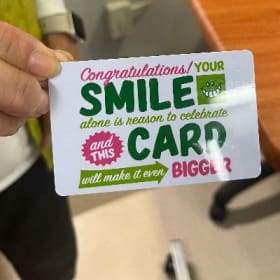 Congratulations! YOUR
SMILE
alone is reason to celebrate
and THIS CARD
will make it even BIGGER